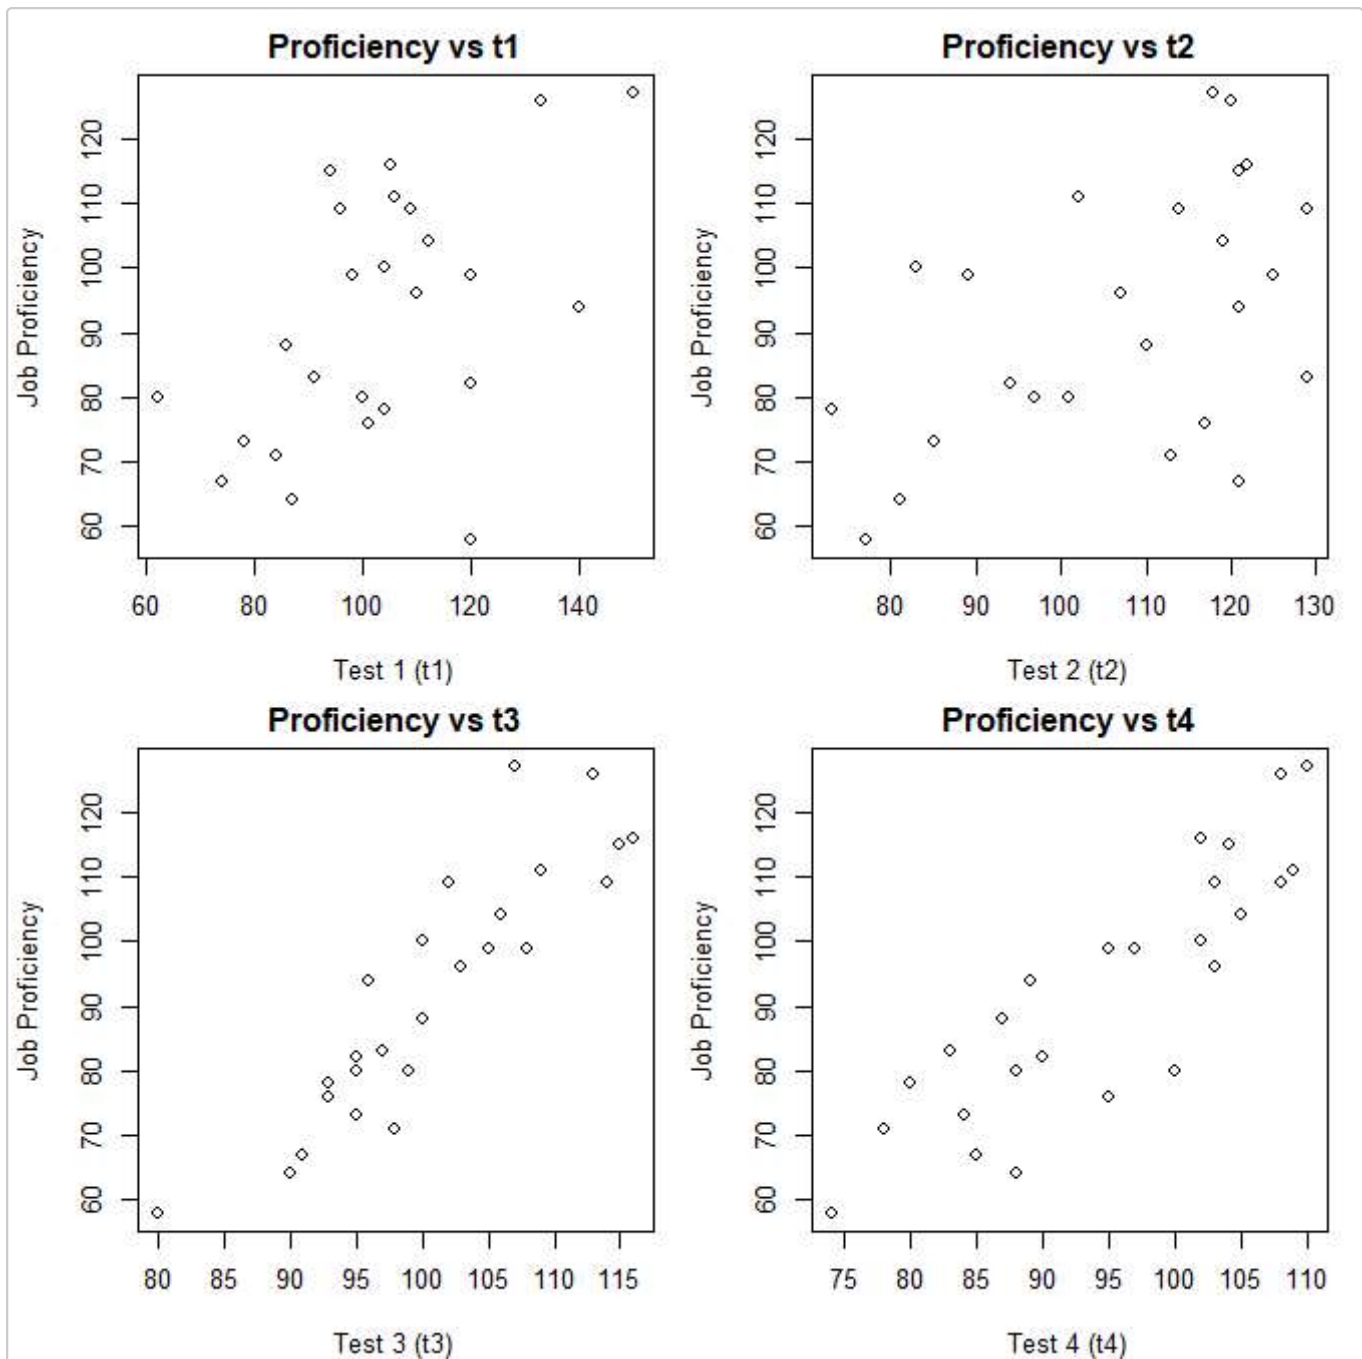 Proficiency vs t1
Job Proficiency
60 70 80 90 100 110 120
60 80 100 120 140
Test 1 (t1)
Proficiency vs t2
Job Proficiency
60 70 80 90 100 110 120
80 90 100 110 120 130
Test 2 (t2)
Proficiency vs t3
Job Proficiency
60 70 80 90 100 110 120
80 85 90 95 100 105 110 115
Test 3 (t3)
Proficiency vs t4
Job Proficiency
60 70 80 90 100 110 120
75 80 85 90 95 100 105 110
Test 4 (t4)